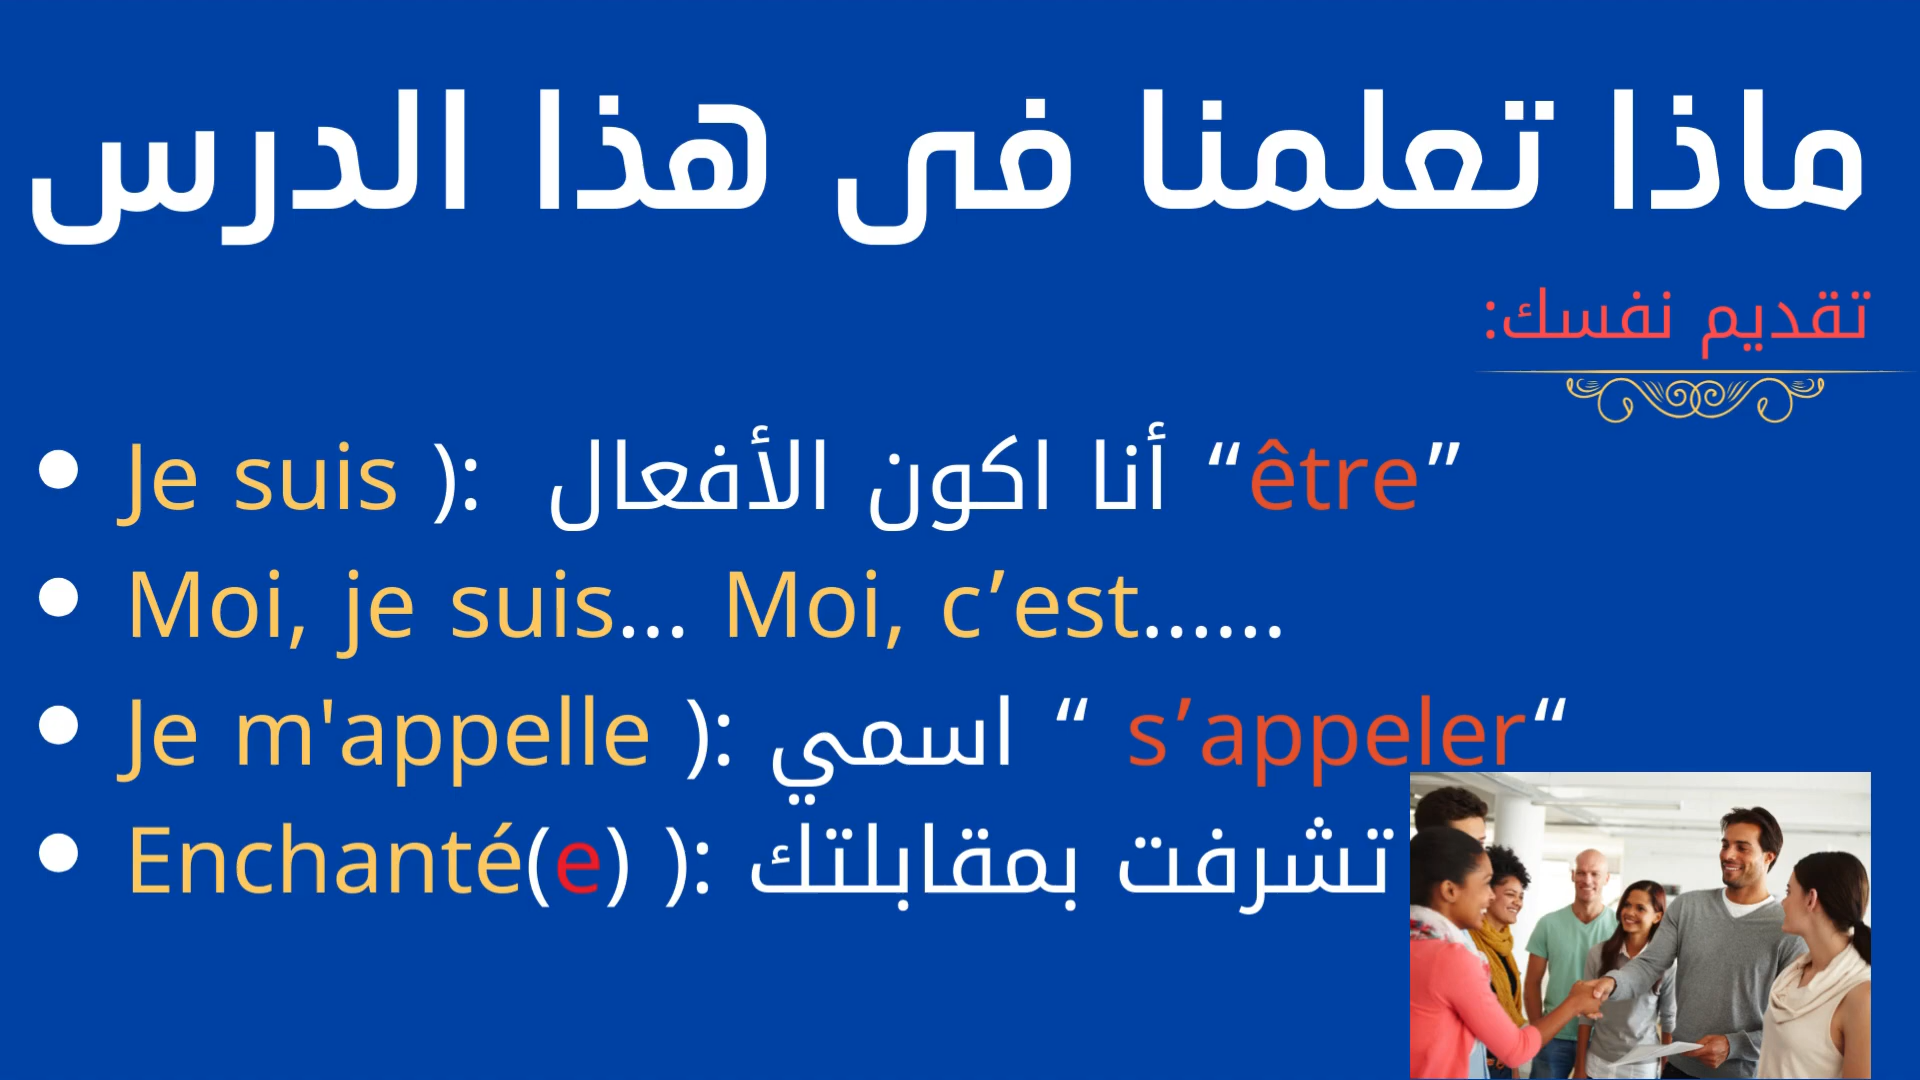 ماذا تعلمنا فى هذا الدرس
تقديم نفسك:
• Je suis ): أنا اكون الأفعال “être”
• Moi, je suis... Moi, c’est......
• Je m'appelle ): اسمي “ s’appeler“
• Enchanté(e) ): تشرفت بمقابلتك